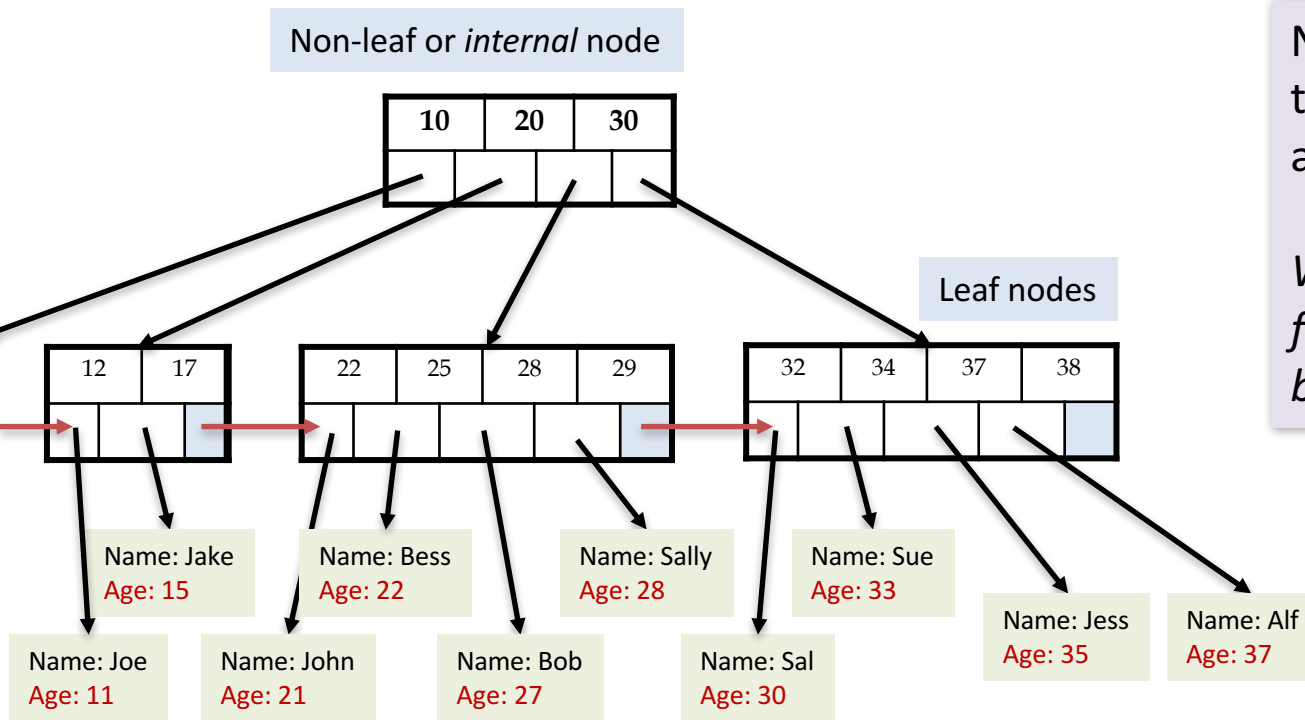 Non-leaf or internal node
10 20 30
Leaf nodes
12 17
22 25 28 29
32 34 37 38
Name: Jake
Age: 15
Name: Bess
Age: 22
Name: Sally
Age: 28
Name: Sue
Age: 33
Name: Jess
Age: 35
Name: Alf
Age: 37
Name: Joe
Age: 11
Name: John
Age: 21
Name: Bob
Age: 27
Name: Sal
Age: 30